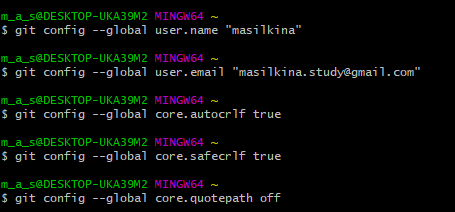 m_a_s@DESKTOP-UKA39M2 MINGW64 ~
$ git config --global user.name "masilkina"
m_a_s@DESKTOP-UKA39M2 MINGW64 ~
$ git config --global user.email "masilkina.study@gmail.com"
m_a_s@DESKTOP-UKA39M2 MINGW64 ~
$ git config --global core.autocrlf true
m_a_s@DESKTOP-UKA39M2 MINGW64 ~
$ git config --global core.safecrlf true
m_a_s@DESKTOP-UKA39M2 MINGW64 ~
$ git config --global core.quotepath off